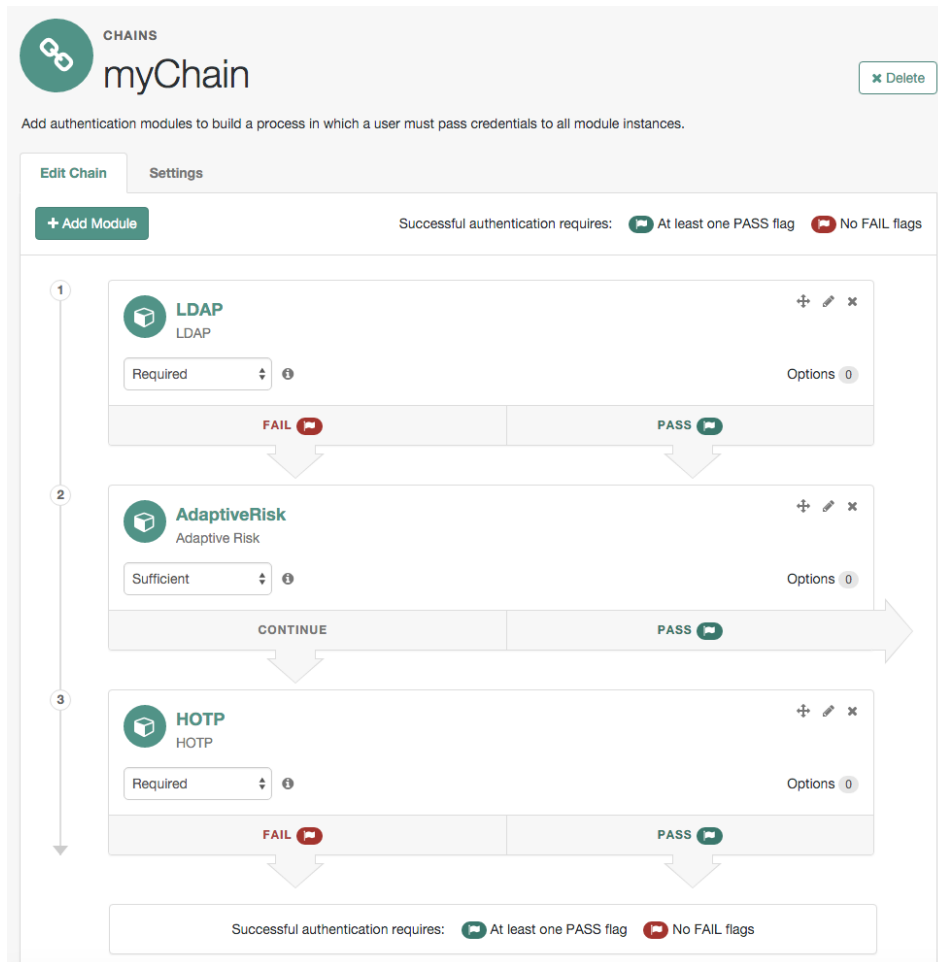 CHAINS
myChain
Delete
Add authentication modules to build a process in which a user must pass credentials to all module instances.
Edit Chain Settings
+ Add Module Successful authentication requires: At least one PASS flag No FAIL flags
1
LDAP
LDAP
Required Options 0
FAIL PASS
2
AdaptiveRisk
Adaptive Risk
Sufficient Options 0
CONTINUE PASS
3
HOTP
HOTP
Required Options 0
FAIL PASS
Successful authentication requires: At least one PASS flag No FAIL flags